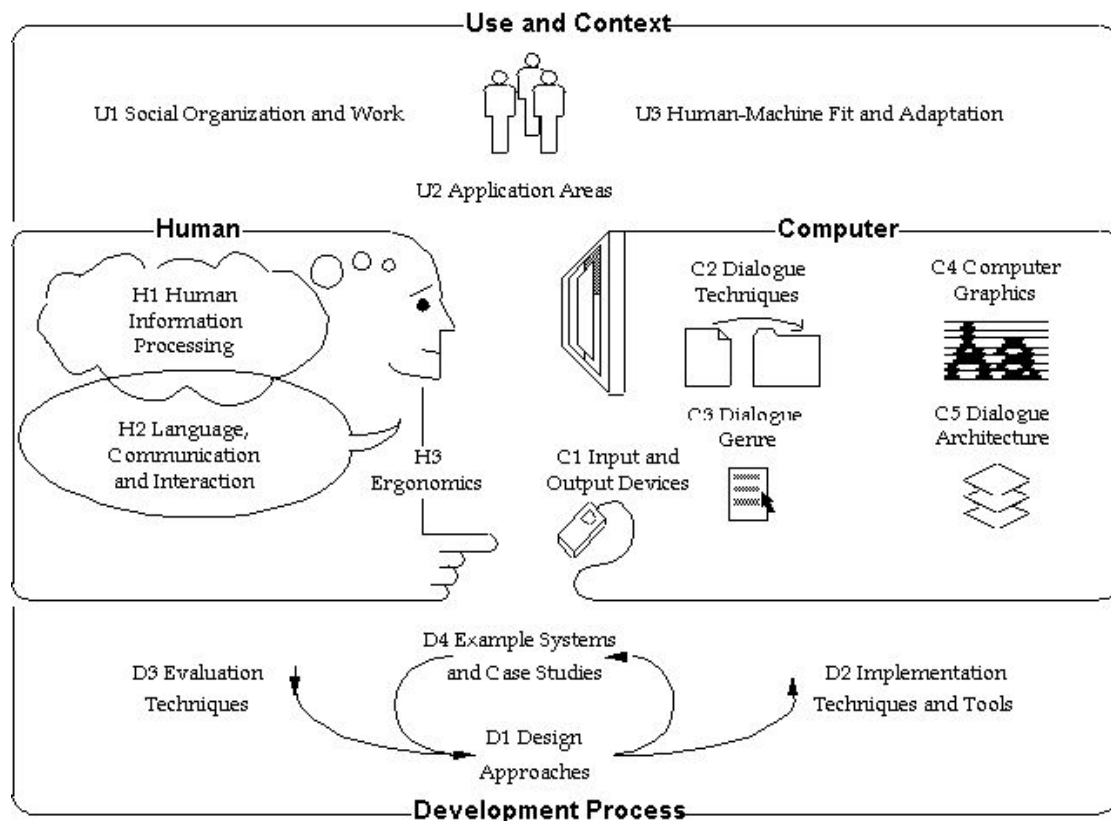 Use and Context
U1 Social Organization and Work
U3 Human-Machine Fit and Adaptation
U2 Application Areas
Human
H1 Human
Information
Processing
H2 Language,
Communication
and Interaction
H3
Ergonomics
Computer
C2 Dialogue
Techniques
C4 Computer
Graphics
Aa
C3 Dialogue
Genre
C5 Dialogue
Architecture
C1 Input and
Output Devices
D4 Example Systems
and Case Studies
D3 Evaluation
Techniques
D2 Implementation
Techniques and Tools
D1 Design
Approaches
Development Process